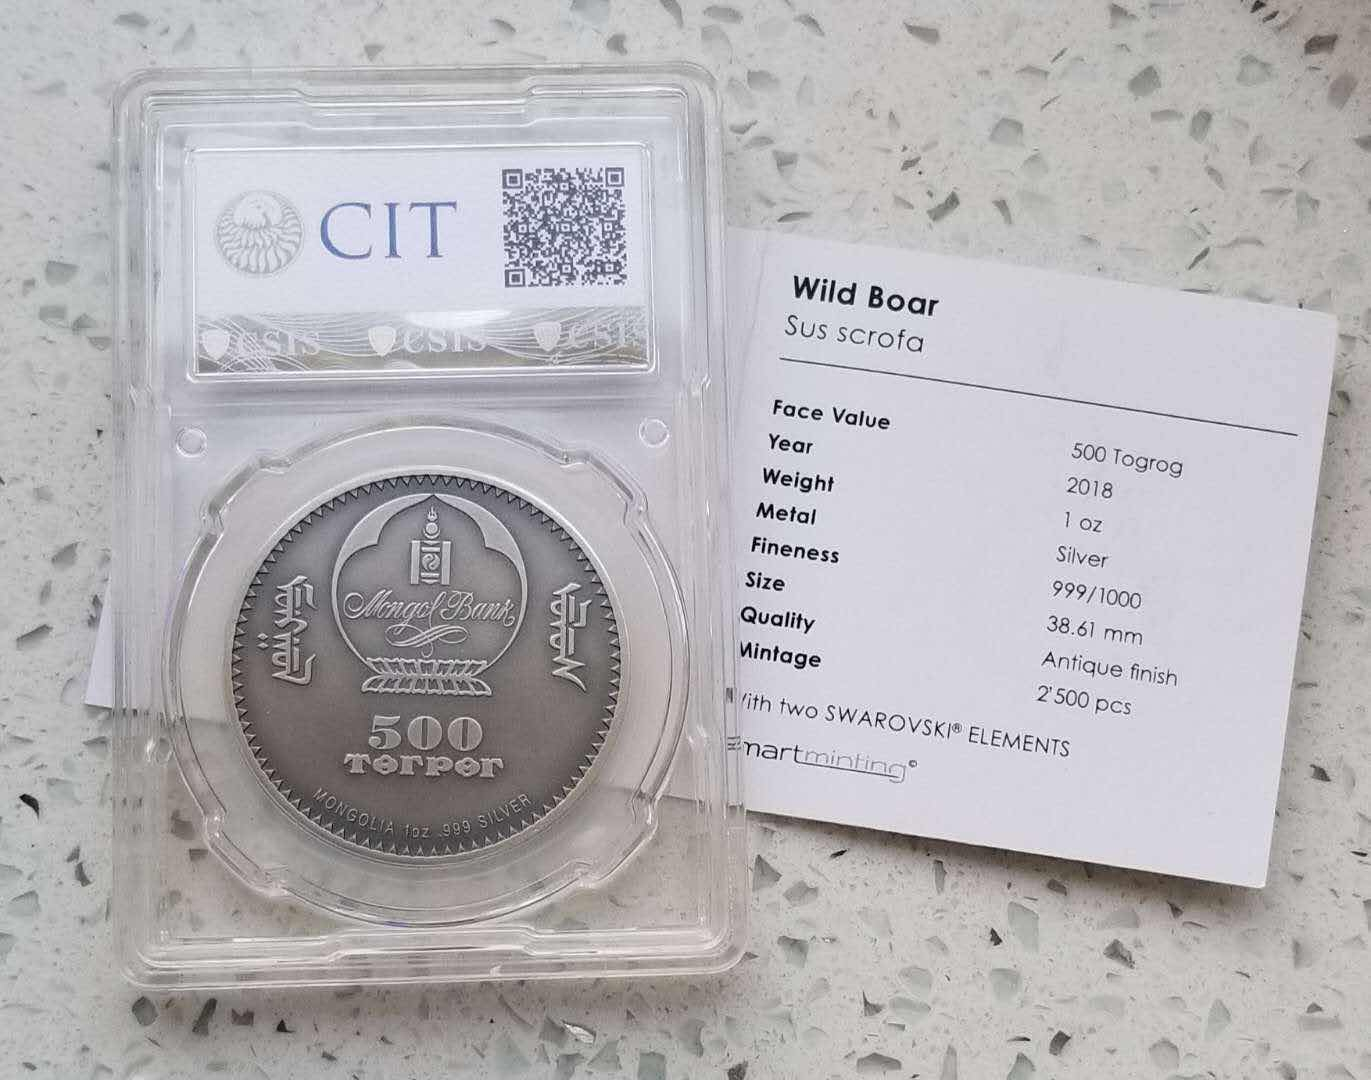 CIT
CSIS CSIS CSIS
Mongol Bank
500
төгрөг
MONGOLIA 1oz .999 SILVER
Wild Boar
Sus scrofa
Face Value 500 Togrog
Year 2018
Weight 1 oz
Metal Silver
Fineness 999/1000
Size 38.61 mm
Quality Antique finish
Mintage 2'500 pcs
With two SWAROVSKI® ELEMENTS
smartminting©